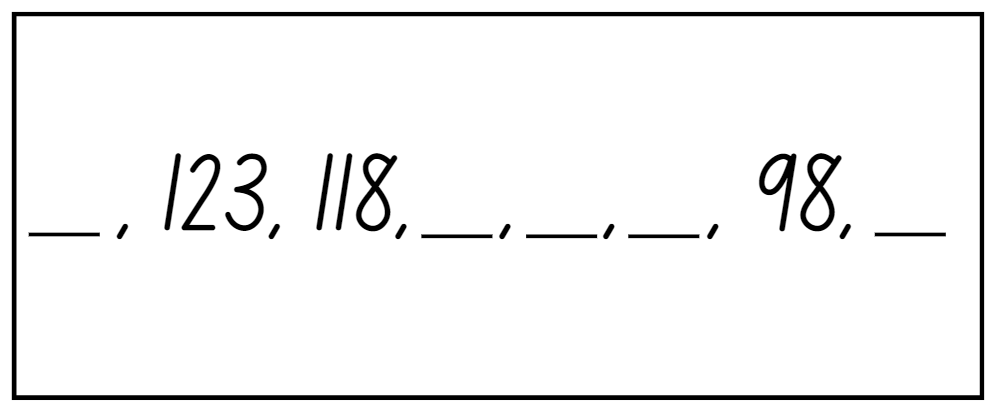 __, 123, 118, __, __, __, 98, __